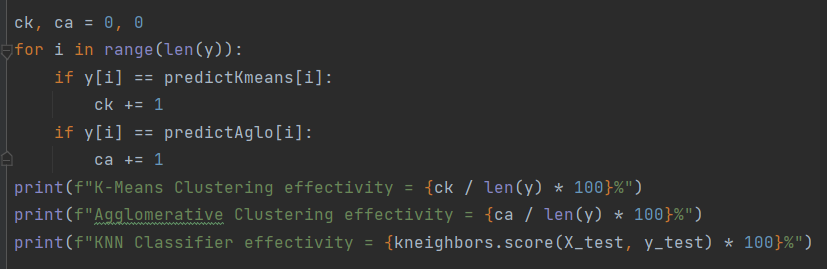 ck, ca = 0, 0
for i in range(len(y)):
    if y[i] == predictKmeans[i]:
        ck += 1
    if y[i] == predictAglo[i]:
        ca += 1
print(f"K-Means Clustering effectivity = {ck / len(y) * 100}%")
print(f"Agglomerative Clustering effectivity = {ca / len(y) * 100}%")
print(f"KNN Classifier effectivity = {kneighbors.score(X_test, y_test) * 100}%")